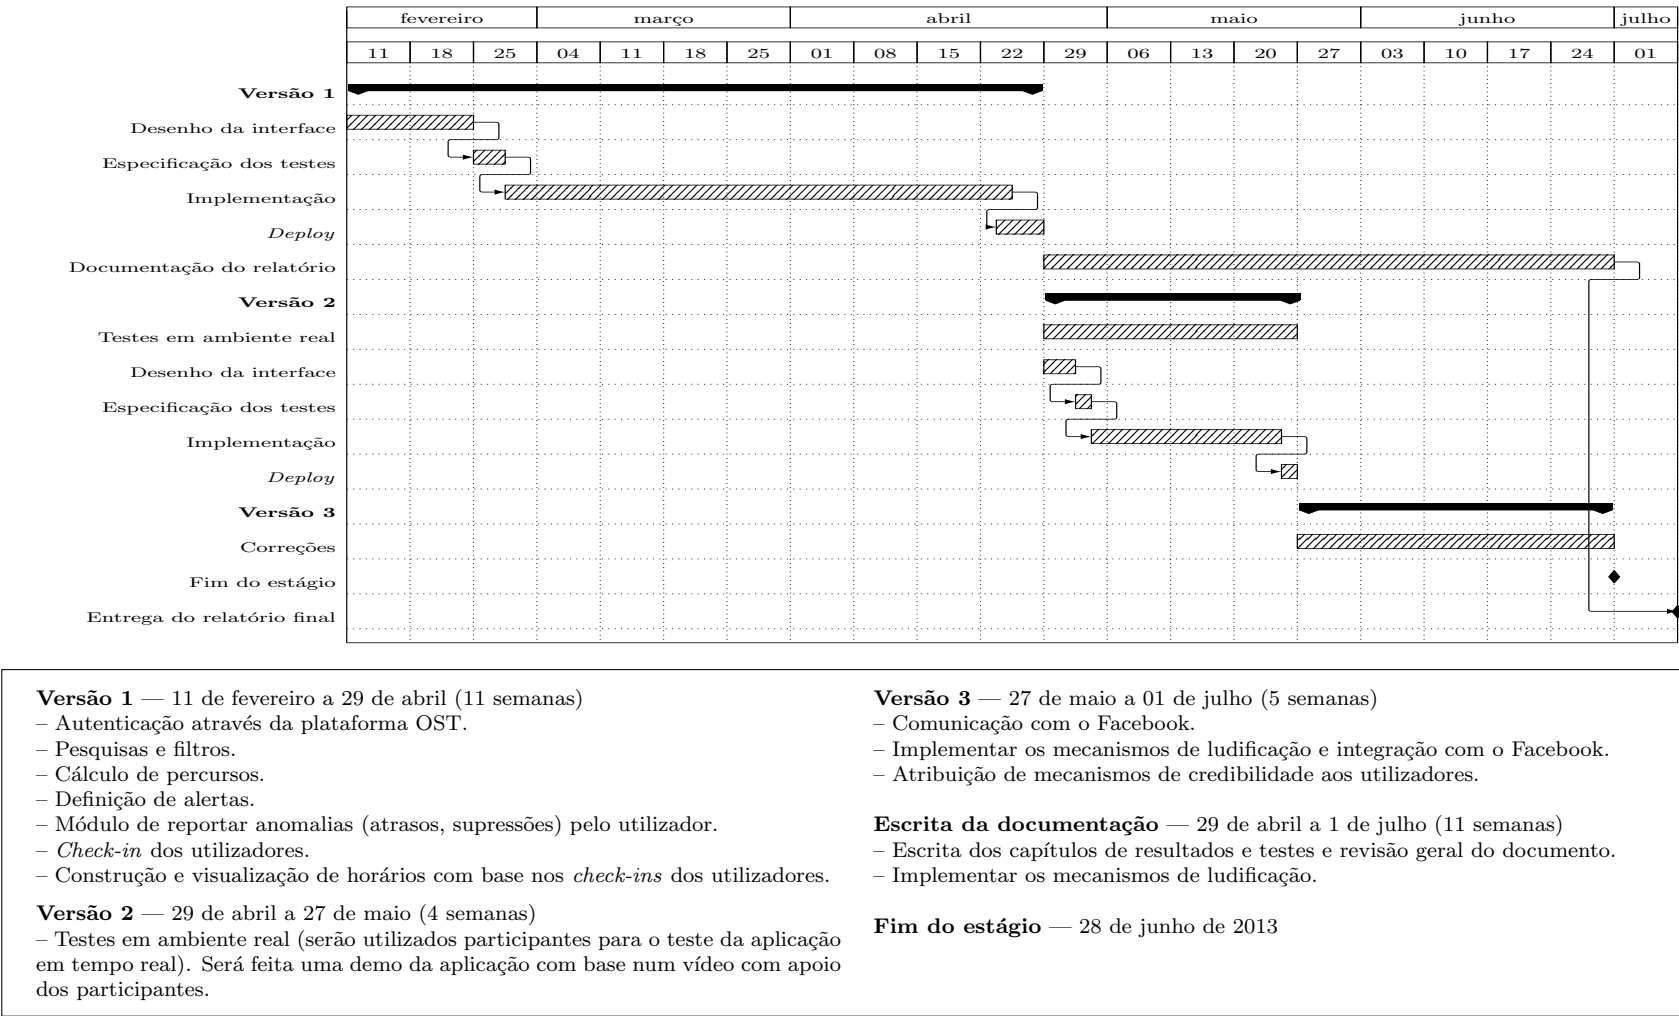 fevereiro março abril maio junho julho
11 18 25 04 11 18 25 01 08 15 22 29 06 13 20 27 03 10 17 24 01
Versão 1
Desenho da interface
Especificação dos testes
Implementação
Deploy
Documentação do relatório
Versão 2
Testes em ambiente real
Desenho da interface
Especificação dos testes
Implementação
Deploy
Versão 3
Correções
Fim do estágio
Entrega do relatório final
Versão 1 — 11 de fevereiro a 29 de abril (11 semanas)
– Autenticação através da plataforma OST.
– Pesquisas e filtros.
– Cálculo de percursos.
– Definição de alertas.
– Módulo de reportar anomalias (atrasos, supressões) pelo utilizador.
– Check-in dos utilizadores.
– Construção e visualização de horários com base nos check-ins dos utilizadores.
Versão 2 — 29 de abril a 27 de maio (4 semanas)
– Testes em ambiente real (serão utilizados participantes para o teste da aplicação
em tempo real). Será feita uma demo da aplicação com base num vídeo com apoio
dos participantes.
Versão 3 — 27 de maio a 01 de julho (5 semanas)
– Comunicação com o Facebook.
– Implementar os mecanismos de ludificação e integração com o Facebook.
– Atribuição de mecanismos de credibilidade aos utilizadores.
Escrita da documentação — 29 de abril a 1 de julho (11 semanas)
– Escrita dos capítulos de resultados e testes e revisão geral do documento.
– Implementar os mecanismos de ludificação.
Fim do estágio — 28 de junho de 2013